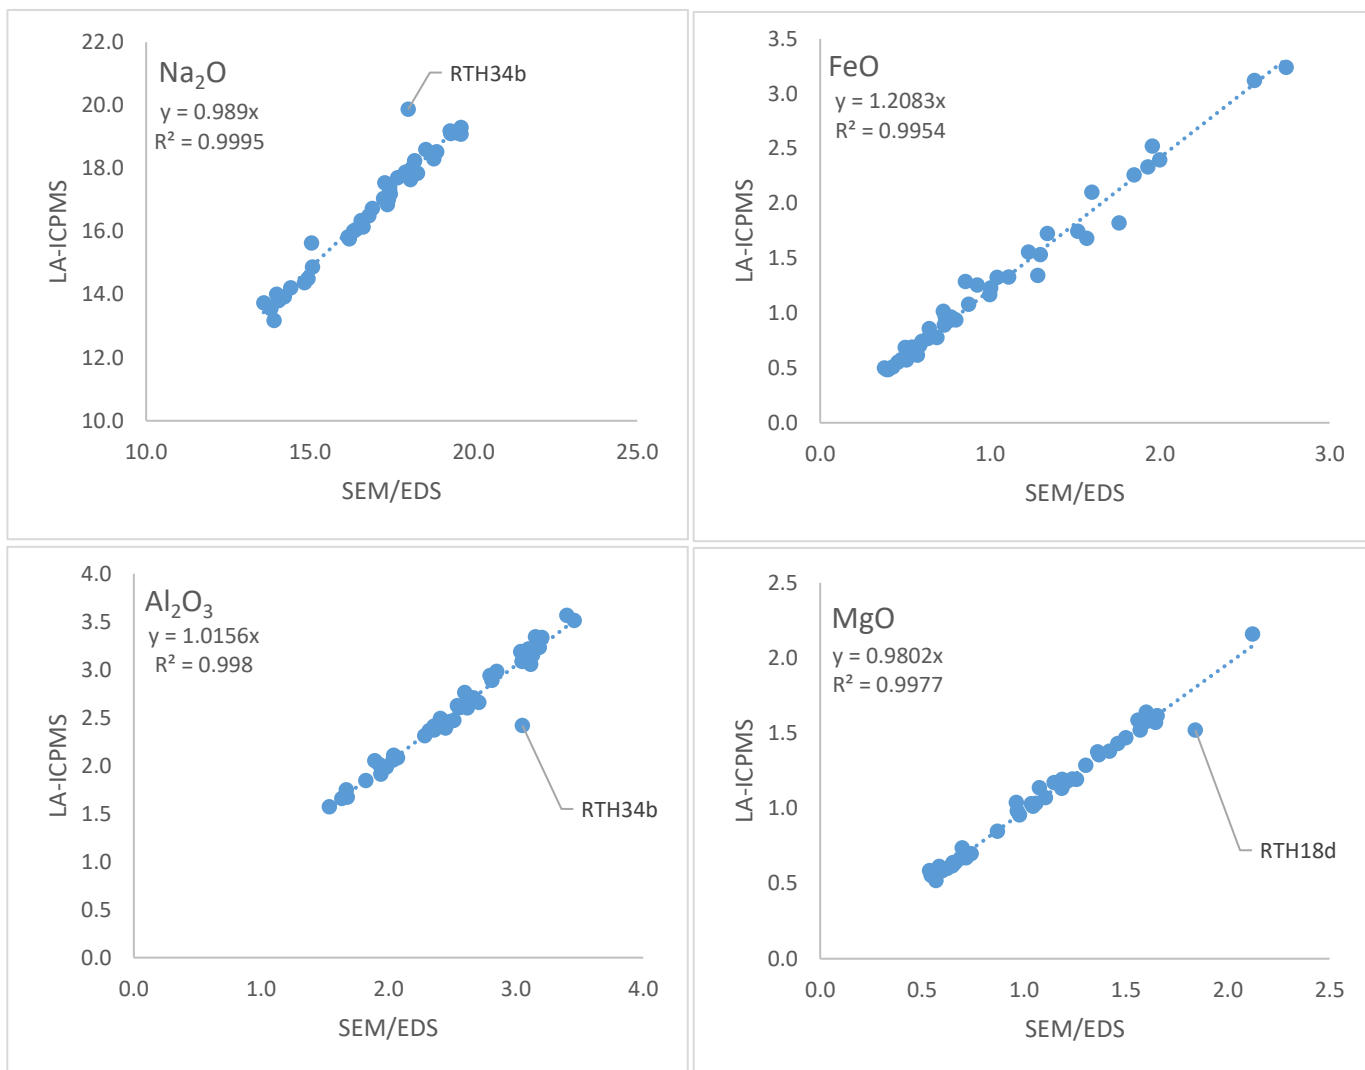 Na₂O
y = 0.989x
R² = 0.9995
RTH34b
22.0
20.0
18.0
16.0
14.0
12.0
10.0
10.0 15.0 20.0 25.0
LA-ICPMS
SEM/EDS
FeO
y = 1.2083x
R² = 0.9954
3.5
3.0
2.5
2.0
1.5
1.0
0.5
0.0
0.0 1.0 2.0 3.0
LA-ICPMS
SEM/EDS
Al₂O₃
y = 1.0156x
R² = 0.998
RTH34b
4.0
3.5
3.0
2.5
2.0
1.5
1.0
0.5
0.0
0.0 1.0 2.0 3.0 4.0
LA-ICPMS
SEM/EDS
MgO
y = 0.9802x
R² = 0.9977
RTH18d
2.5
2.0
1.5
1.0
0.5
0.0
0.0 0.5 1.0 1.5 2.0 2.5
LA-ICPMS
SEM/EDS